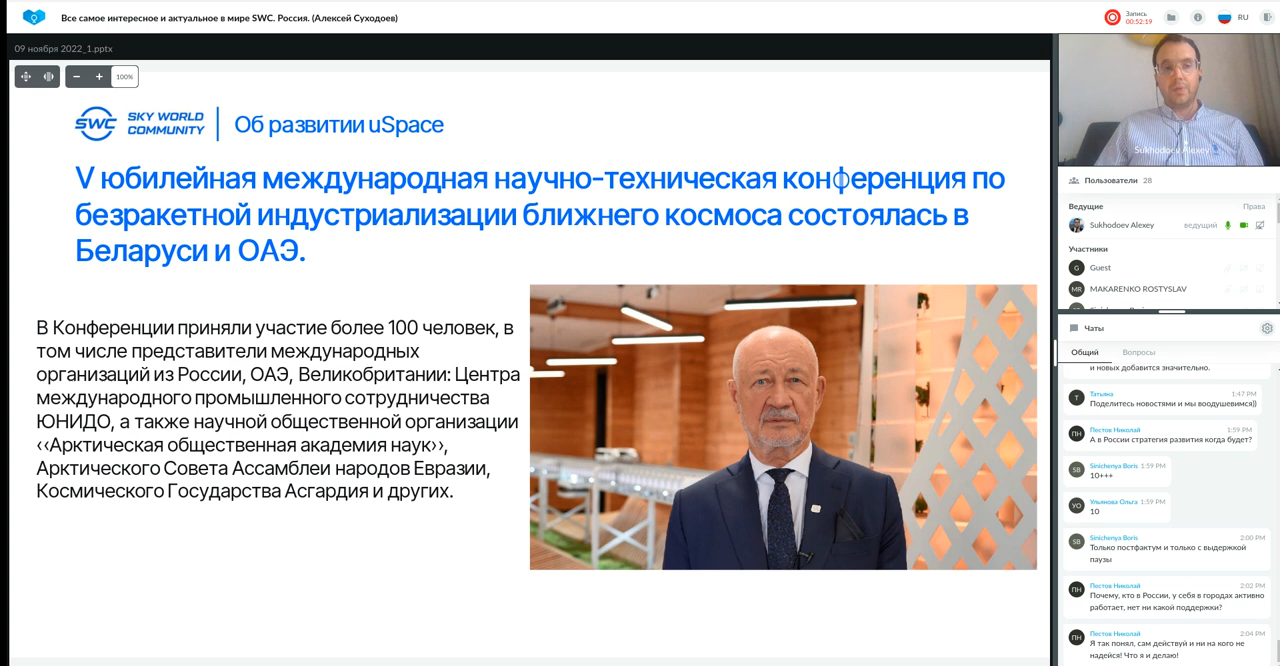 Все самое интересное и актуальное в мире SWC. Россия. (Алексей Суходоев)
Запись
00:52:19
RU
09 ноября 2022_1.pptx
100%
SWC
SKY WORLD
COMMUNITY
Об развитии uSpace
V юбилейная международная научно-техническая конференция по
безракетной индустриализации ближнего космоса состоялась в
Беларуси и ОАЭ.
В Конференции приняли участие более 100 человек, в
том числе представители международных
организаций из России, ОАЭ, Великобритании: Центра
международного промышленного сотрудничества
ЮНИДО, а также научной общественной организации
‹‹Арктическая общественная академия наук››,
Арктического Совета Ассамблеи народов Евразии,
Космического Государства Асгардия и других.
Sukhodoev Alexey
Пользователи 28
Ведущие Права
Sukhodoev Alexey ведущий
Участники
G Guest
MR MAKARENKO ROSTYSLAV
Чаты
Общий Вопросы
и новых добавится значительно.
Т Татьяна 1:47 PM
Поделитесь новостями и мы воодушевимся))
ПН Пестов Николай 1:59 PM
А в России стратегия развития когда будет?
SB Sinichenya Boris 1:59 PM
10+++
УО Ульянова Ольга 1:59 PM
10
SB Sinichenya Boris 2:00 PM
Только постфактум и только с выдержкой
паузы
ПН Пестов Николай 2:02 PM
Почему, кто в России, у себя в городах активно
работает, нет ни какой поддержки?
ПН Пестов Николай 2:04 PM
Я так понял, сам действуй и ни на кого не
надейся! Что я и делаю!